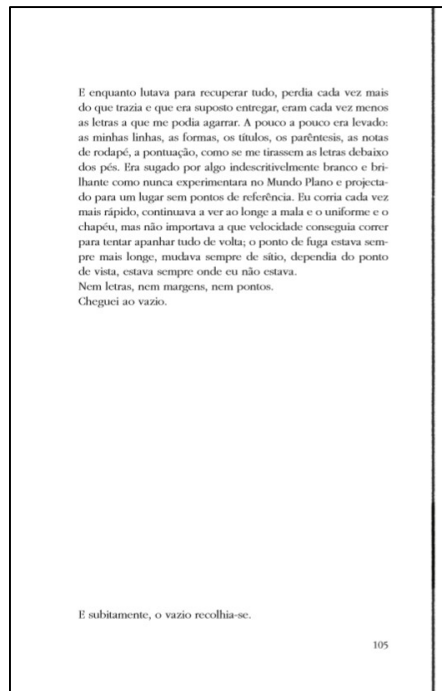 E enquanto lutava para recuperar tudo, perdia cada vez mais
do que trazia e que era suposto entregar, eram cada vez menos
as letras a que me podia agarrar. A pouco a pouco era levado:
as minhas linhas, as formas, os títulos, os parêntesis, as notas
de rodapé, a pontuação, como se me tirassem as letras debaixo
dos pés. Era sugado por algo indescritivelmente branco e bri-
lhante como nunca experimentara no Mundo Plano e projecta-
do para um lugar sem pontos de referência. Eu corria cada vez
mais rápido, continuava a ver ao longe a mala e o uniforme e o
chapéu, mas não importava a que velocidade conseguia correr
para tentar apanhar tudo de volta; o ponto de fuga estava sem-
pre mais longe, mudava sempre de sítio, dependia do ponto
de vista, estava sempre onde eu não estava.
Nem letras, nem margens, nem pontos.
Cheguei ao vazio.
E subitamente, o vazio recolhia-se.
105